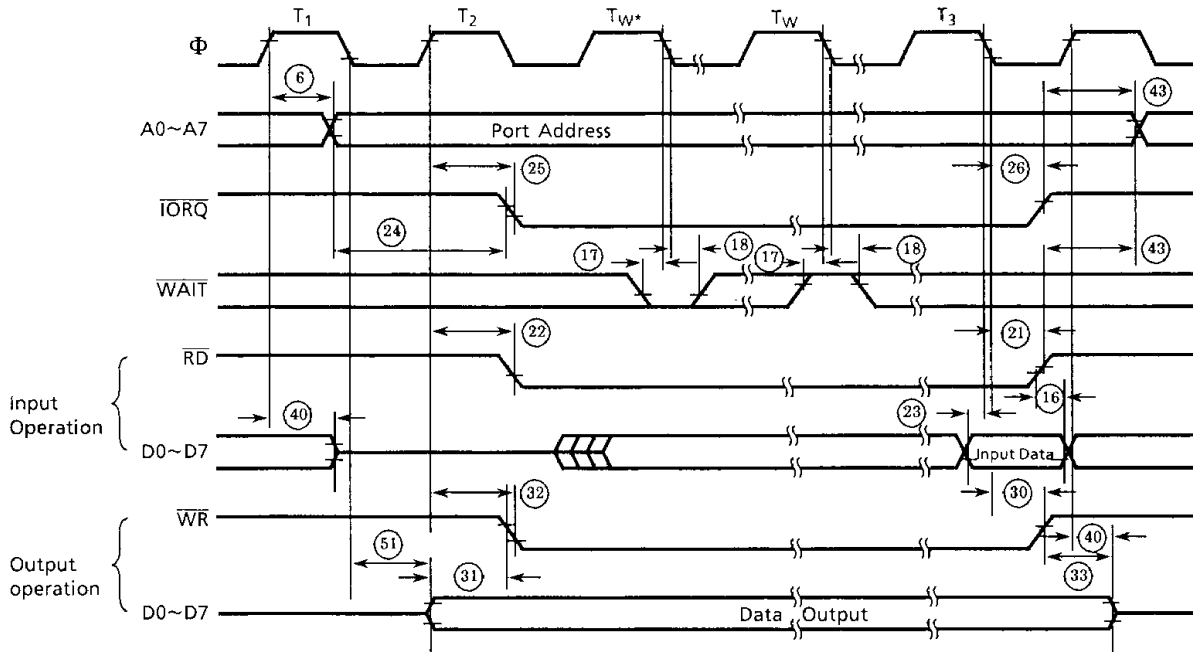 T1 T2 TW* TW T3
Φ
6 43
A0~A7 Port Address
25 26
IORQ
24 17 18 17 18 43
WAIT
22 21
RD
Input Operation
40 23 16
D0~D7 Input Data
32 30
WR
51 40
Output operation
31 33
D0~D7 Data Output